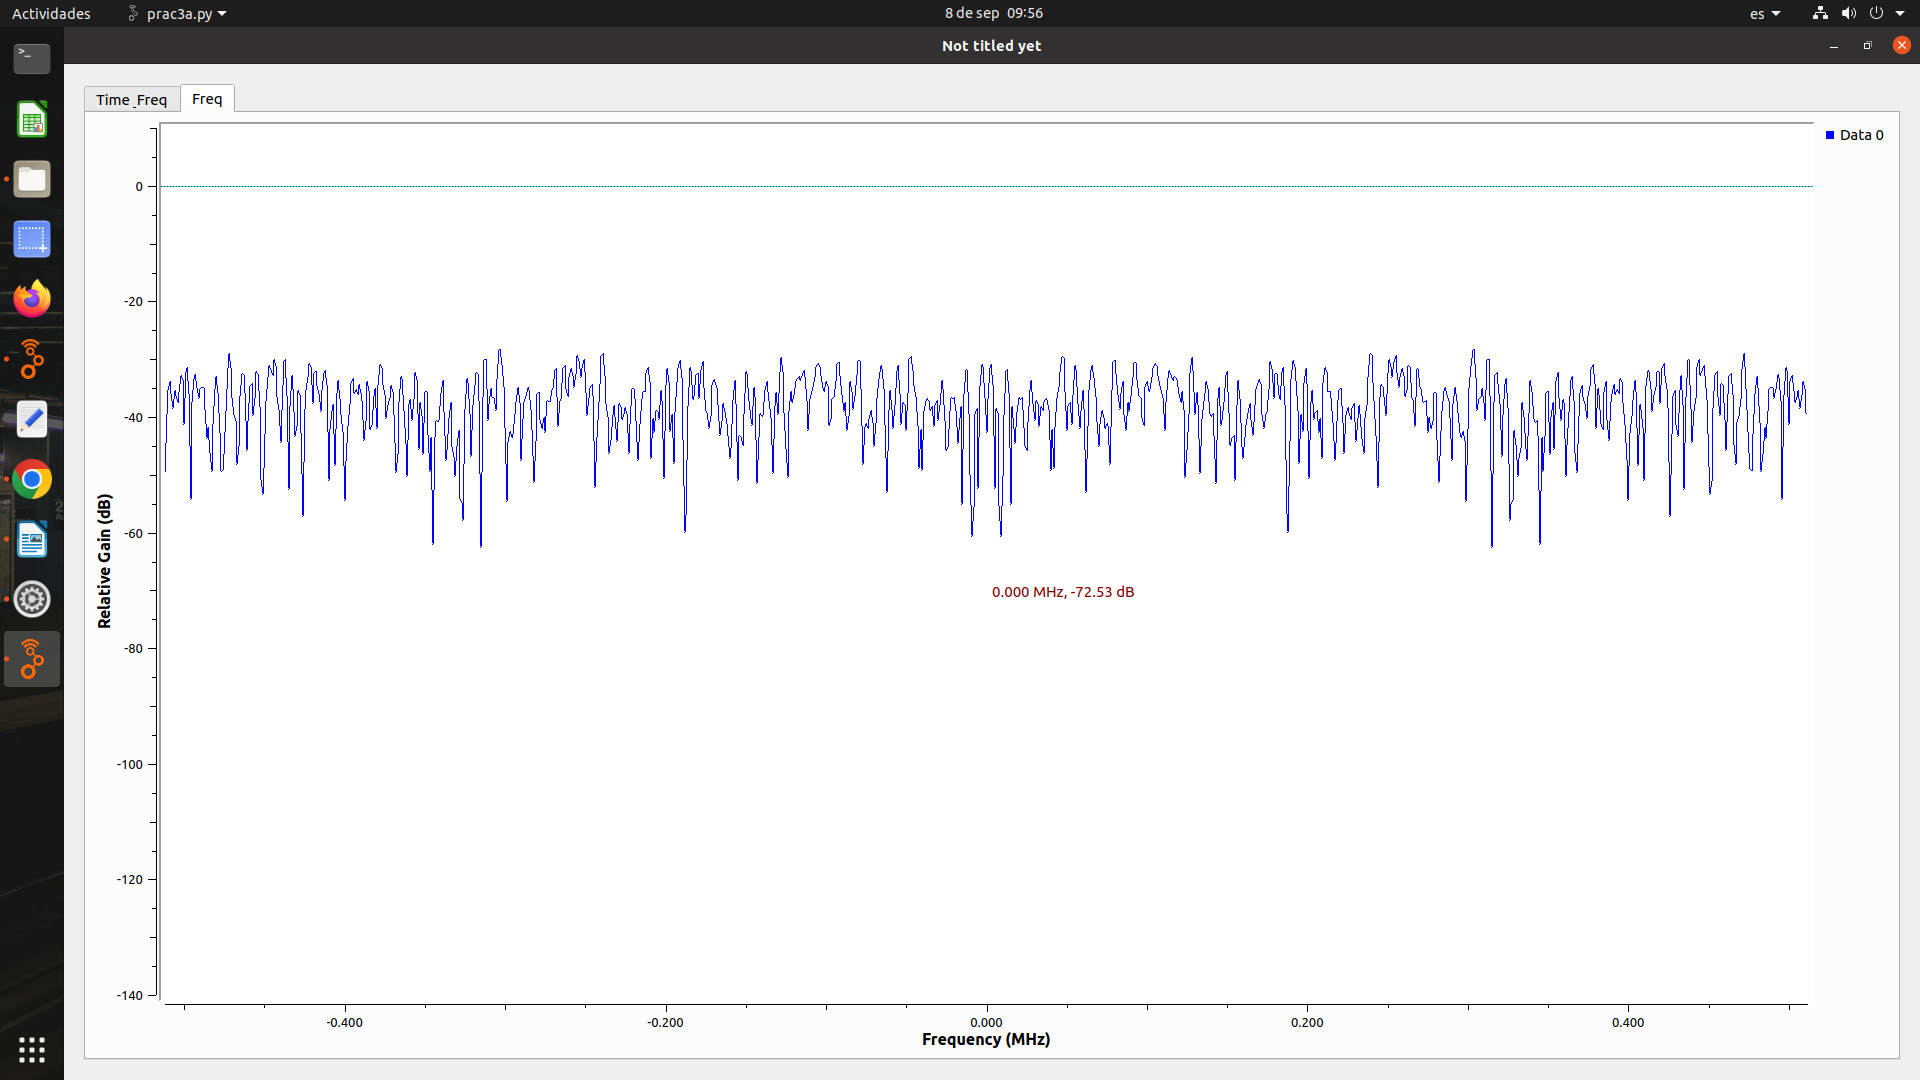 Actividades
prac3a.py
8 de sep 09:56
es
Not titled yet
Time_Freq
Freq
Data 0
0
-20
-40
-60
-80
-100
-120
-140
Relative Gain (dB)
0.000 MHz, -72.53 dB
-0.400
-0.200
0.000
0.200
0.400
Frequency (MHz)